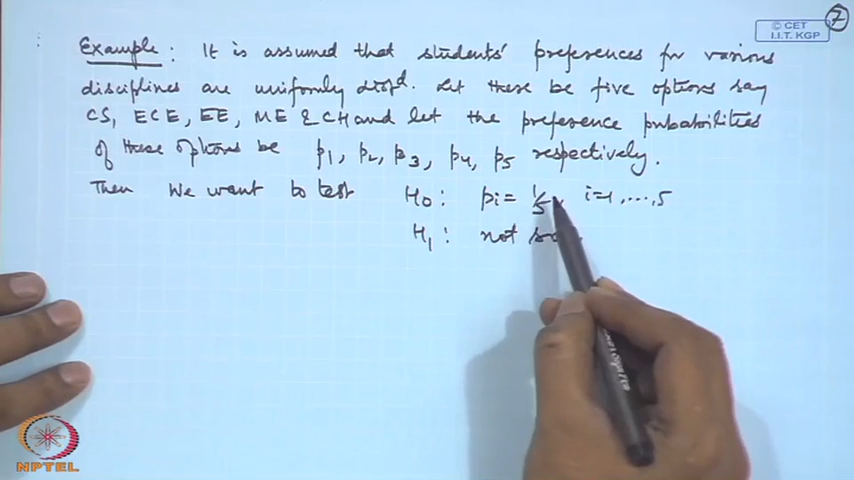 © CET
I.I.T. KGP
7
Example : It is assumed that students' preferences for various
disciplines are uniformly distd. Let there be five options say
CS, ECE, EE, ME & CH and let the preference probabilities
of these options be p1, p2, p3, p4, p5 respectively.
Then we want to test H0 : pi = 1/5, i=1,...,5
H1 : not so
NPTEL